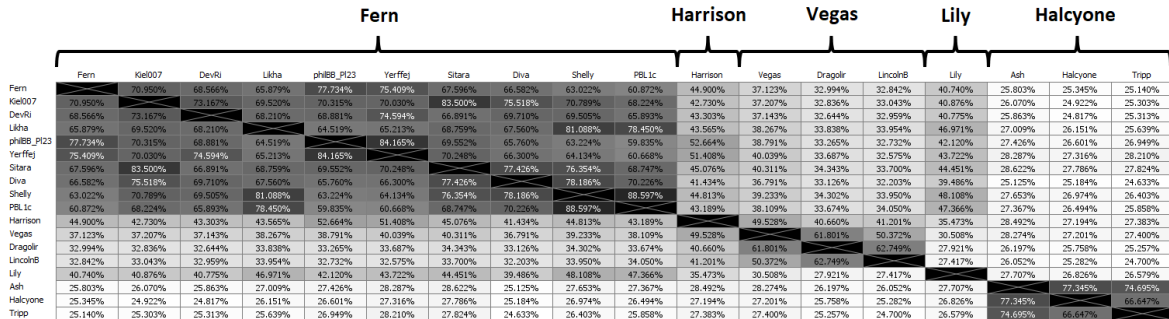 Fern Harrison Vegas Lily Halcyone
Fern Kiel007 DevRi Likha philBB_Pl23 Yerffej Sitara Diva Shelly PBL1c Harrison Vegas Dragolir LincolnB Lily Ash Halcyone Tripp
Fern 70.950% 68.566% 65.879% 77.734% 75.409% 67.596% 66.582% 63.022% 60.872% 44.900% 37.123% 32.994% 32.842% 40.740% 25.803% 25.345% 25.140%
Kiel007 70.950% 73.167% 69.520% 70.315% 70.030% 83.500% 75.518% 70.789% 68.224% 42.730% 37.207% 32.836% 33.043% 40.876% 26.070% 24.922% 25.303%
DevRi 68.566% 73.167% 68.210% 68.881% 74.594% 66.891% 69.710% 69.505% 65.893% 43.303% 37.143% 32.644% 32.959% 40.775% 25.863% 24.817% 25.313%
Likha 65.879% 69.520% 68.210% 64.519% 65.213% 68.759% 67.560% 81.088% 78.450% 43.565% 38.267% 33.838% 33.954% 46.971% 27.009% 26.151% 25.639%
philBB_Pl23 77.734% 70.315% 68.881% 64.519% 84.165% 69.552% 65.760% 63.224% 59.835% 52.664% 38.791% 33.265% 32.732% 42.120% 27.426% 26.601% 26.949%
Yerffej 75.409% 70.030% 74.594% 65.213% 84.165% 70.248% 66.300% 64.134% 60.668% 51.408% 40.039% 33.687% 32.575% 43.722% 28.287% 27.316% 28.210%
Sitara 67.596% 83.500% 66.891% 68.759% 69.552% 70.248% 77.426% 76.354% 68.747% 45.076% 40.311% 34.343% 33.700% 44.451% 28.622% 27.786% 27.824%
Diva 66.582% 75.518% 69.710% 67.560% 65.760% 66.300% 77.426% 78.186% 70.226% 41.434% 36.791% 33.126% 32.203% 39.486% 25.125% 25.184% 24.633%
Shelly 63.022% 70.789% 69.505% 81.088% 63.224% 64.134% 76.354% 78.186% 88.597% 44.813% 39.233% 34.302% 33.950% 48.108% 27.653% 26.974% 26.403%
PBL1c 60.872% 68.224% 65.893% 78.450% 59.835% 60.668% 68.747% 70.226% 88.597% 43.189% 38.109% 33.674% 34.050% 47.366% 27.367% 26.494% 25.858%
Harrison 44.900% 42.730% 43.303% 43.565% 52.664% 51.408% 45.076% 41.434% 44.813% 43.189% 49.528% 40.660% 41.201% 35.473% 28.492% 27.194% 27.383%
Vegas 37.123% 37.207% 37.143% 38.267% 38.791% 40.039% 40.311% 36.791% 39.233% 38.109% 49.528% 61.801% 50.372% 30.508% 28.274% 27.201% 27.400%
Dragolir 32.994% 32.836% 32.644% 33.838% 33.265% 33.687% 34.343% 33.126% 34.302% 33.674% 40.660% 61.801% 62.749% 27.921% 26.197% 25.758% 25.257%
LincolnB 32.842% 33.043% 32.959% 33.954% 32.732% 32.575% 33.700% 32.203% 33.950% 34.050% 41.201% 50.372% 62.749% 27.417% 26.052% 25.282% 24.700%
Lily 40.740% 40.876% 40.775% 46.971% 42.120% 43.722% 44.451% 39.486% 48.108% 47.366% 35.473% 30.508% 27.921% 27.417% 27.707% 26.826% 26.579%
Ash 25.803% 26.070% 25.863% 27.009% 27.426% 28.287% 28.622% 25.125% 27.653% 27.367% 28.492% 28.274% 26.197% 26.052% 27.707% 77.345% 74.695%
Halcyone 25.345% 24.922% 24.817% 26.151% 26.601% 27.316% 27.786% 25.184% 26.974% 26.494% 27.194% 27.201% 25.758% 25.282% 26.826% 77.345% 66.647%
Tripp 25.140% 25.303% 25.313% 25.639% 26.949% 28.210% 27.824% 24.633% 26.403% 25.858% 27.383% 27.400% 25.257% 24.700% 26.579% 74.695% 66.647%